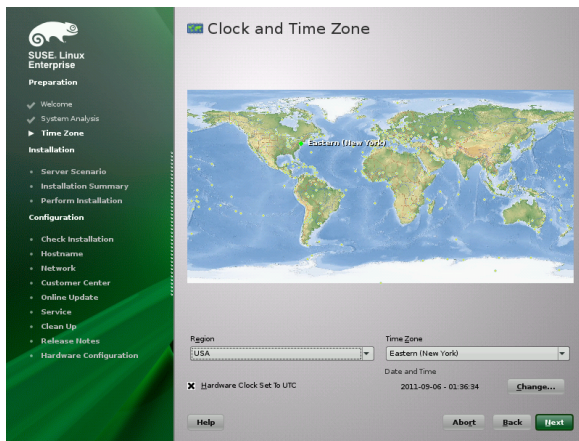 SUSE. Linux
Enterprise
Preparation
Welcome
System Analysis
Time Zone
Installation
Server Scenario
Installation Summary
Perform Installation
Configuration
Check Installation
Hostname
Network
Customer Center
Online Update
Service
Clean Up
Release Notes
Hardware Configuration
Clock and Time Zone
Eastern (New York)
Region
USA
Time Zone
Eastern (New York)
Hardware Clock Set To UTC
Date and Time
2011-09-06 - 01:36:34
Change...
Help
Abort
Back
Next